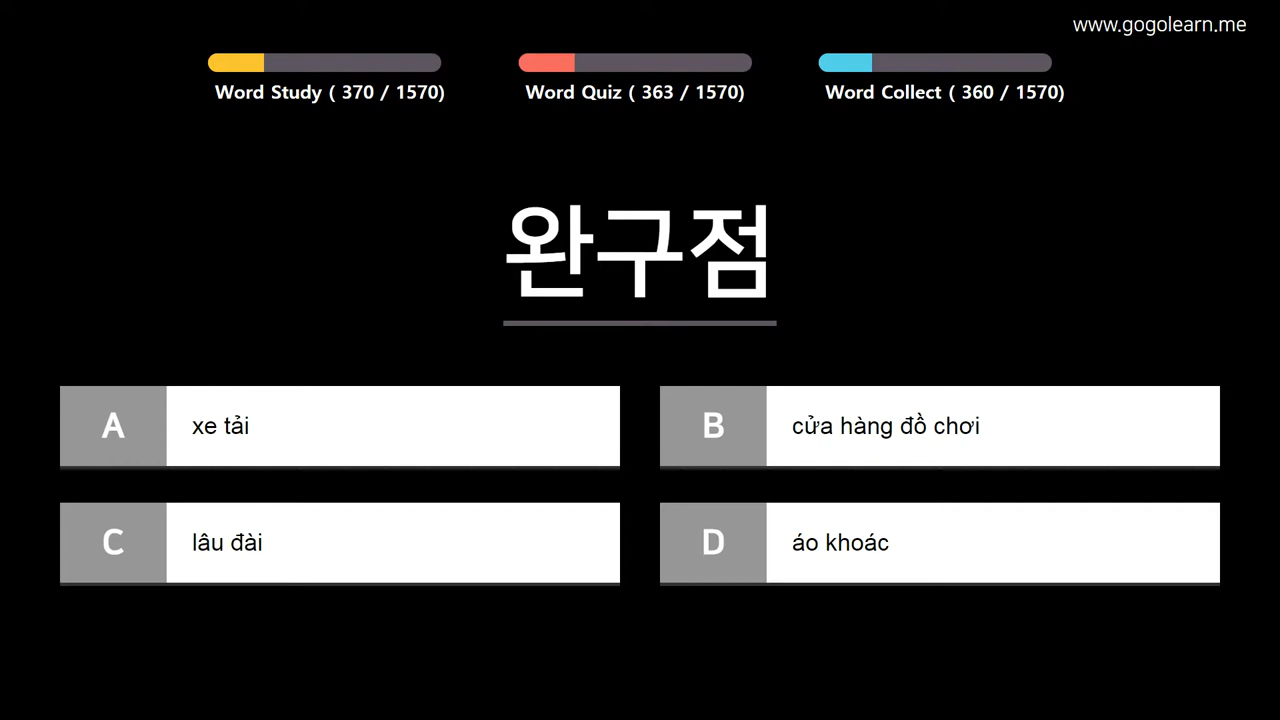 www.gogolearn.me
Word Study ( 370 / 1570)
Word Quiz ( 363 / 1570)
Word Collect ( 360 / 1570)
완구점
A xe tải
B cửa hàng đồ chơi
C lâu đài
D áo khoác